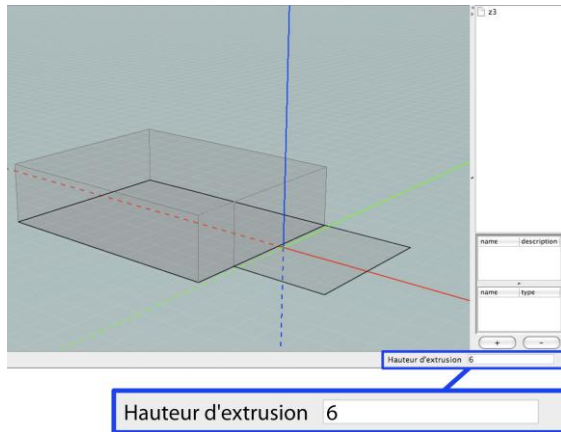 z3
name description
name type
+ -
Hauteur d'extrusion 6
Hauteur d'extrusion 6